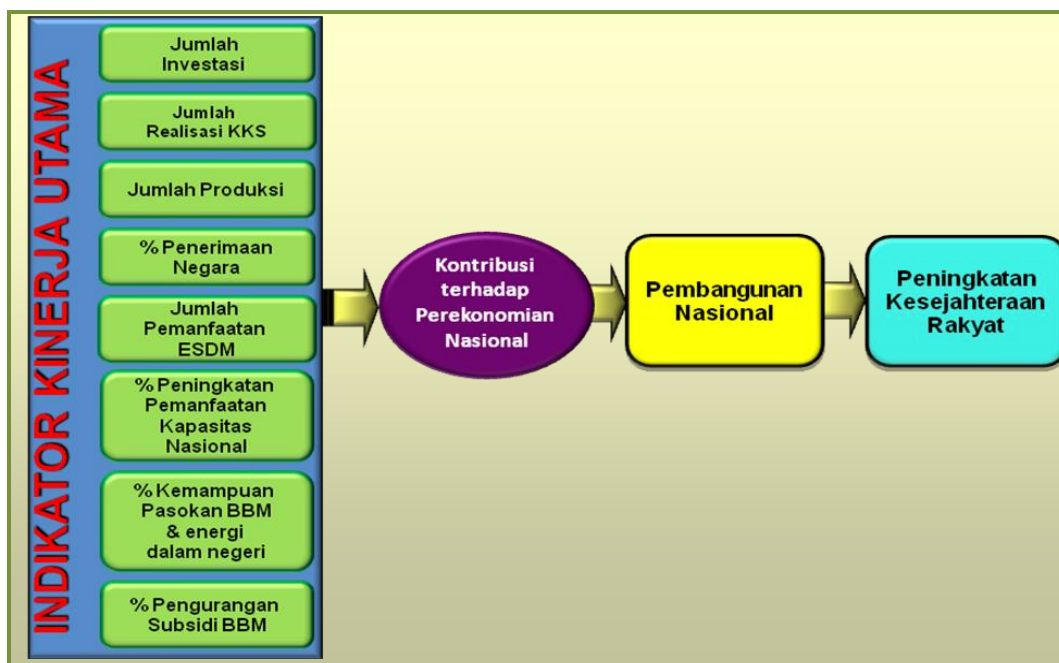 INDIKATOR KINERJA UTAMA
Jumlah
Investasi
Jumlah
Realisasi KKS
Jumlah Produksi
% Penerimaan
Negara
Jumlah
Pemanfaatan
ESDM
% Peningkatan
Pemanfaatan
Kapasitas
Nasional
% Kemampuan
Pasokan BBM
& energi
dalam negeri
% Pengurangan
Subsidi BBM
Kontribusi
terhadap
Perekonomian
Nasional
Pembangunan
Nasional
Peningkatan
Kesejahteraan
Rakyat